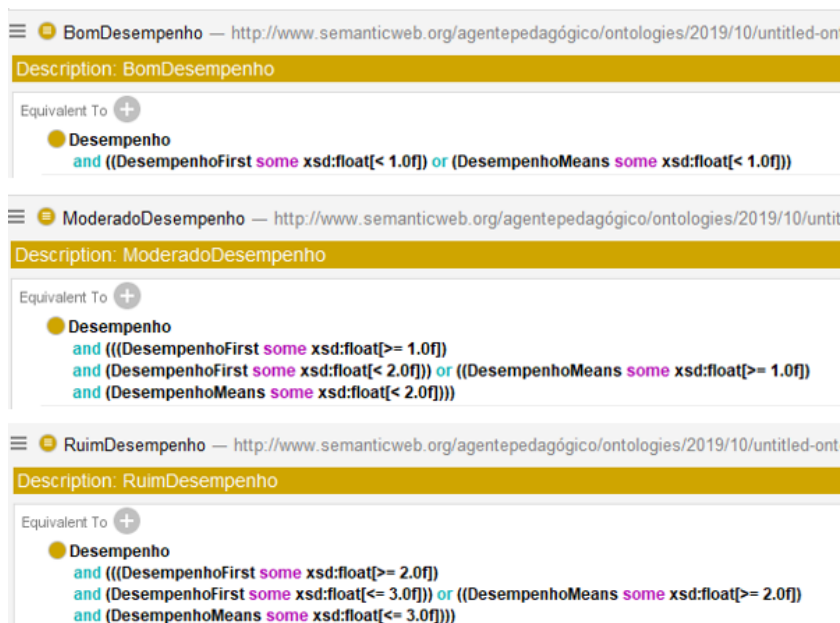 BomDesempenho — http://www.semanticweb.org/agentepedagógico/ontologies/2019/10/untitled-ont
Description: BomDesempenho
Equivalent To
Desempenho
and ((DesempenhoFirst some xsd:float[< 1.0f]) or (DesempenhoMeans some xsd:float[< 1.0f]))
ModeradoDesempenho — http://www.semanticweb.org/agentepedagógico/ontologies/2019/10/untit
Description: ModeradoDesempenho
Equivalent To
Desempenho
and (((DesempenhoFirst some xsd:float[>= 1.0f])
and (DesempenhoFirst some xsd:float[< 2.0f])) or ((DesempenhoMeans some xsd:float[>= 1.0f])
and (DesempenhoMeans some xsd:float[< 2.0f])))
RuimDesempenho — http://www.semanticweb.org/agentepedagógico/ontologies/2019/10/untitled-ont
Description: RuimDesempenho
Equivalent To
Desempenho
and (((DesempenhoFirst some xsd:float[>= 2.0f])
and (DesempenhoFirst some xsd:float[<= 3.0f])) or ((DesempenhoMeans some xsd:float[>= 2.0f])
and (DesempenhoMeans some xsd:float[<= 3.0f])))